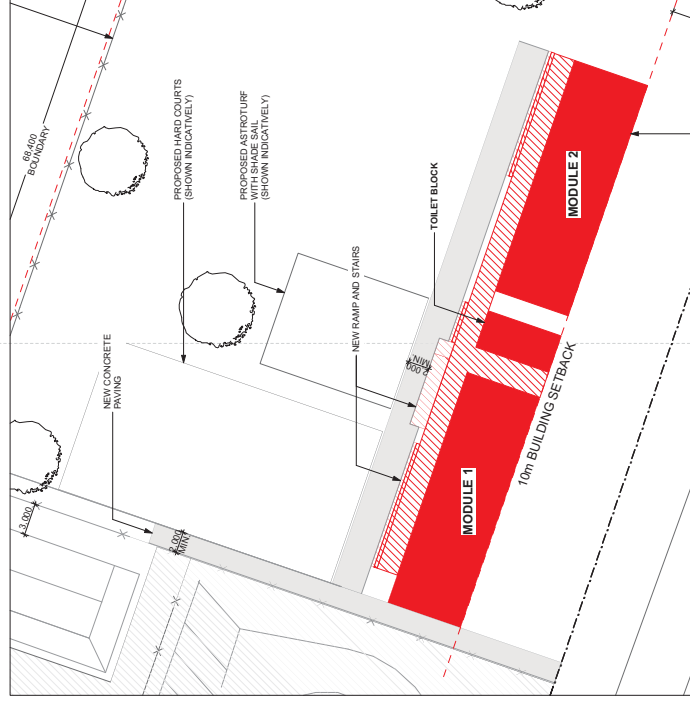 68,400
BOUNDARY
PROPOSED HARD COURTS
(SHOWN INDICATIVELY)
PROPOSED ASTROTURF
WITH SHADE SAIL
(SHOWN INDICATIVELY)
NEW CONCRETE
PAVING
NEW RAMP AND STAIRS
TOILET BLOCK
3,000
2,000
MIN.
2,000
MIN.
MODULE 1
MODULE 2
10m BUILDING SETBACK